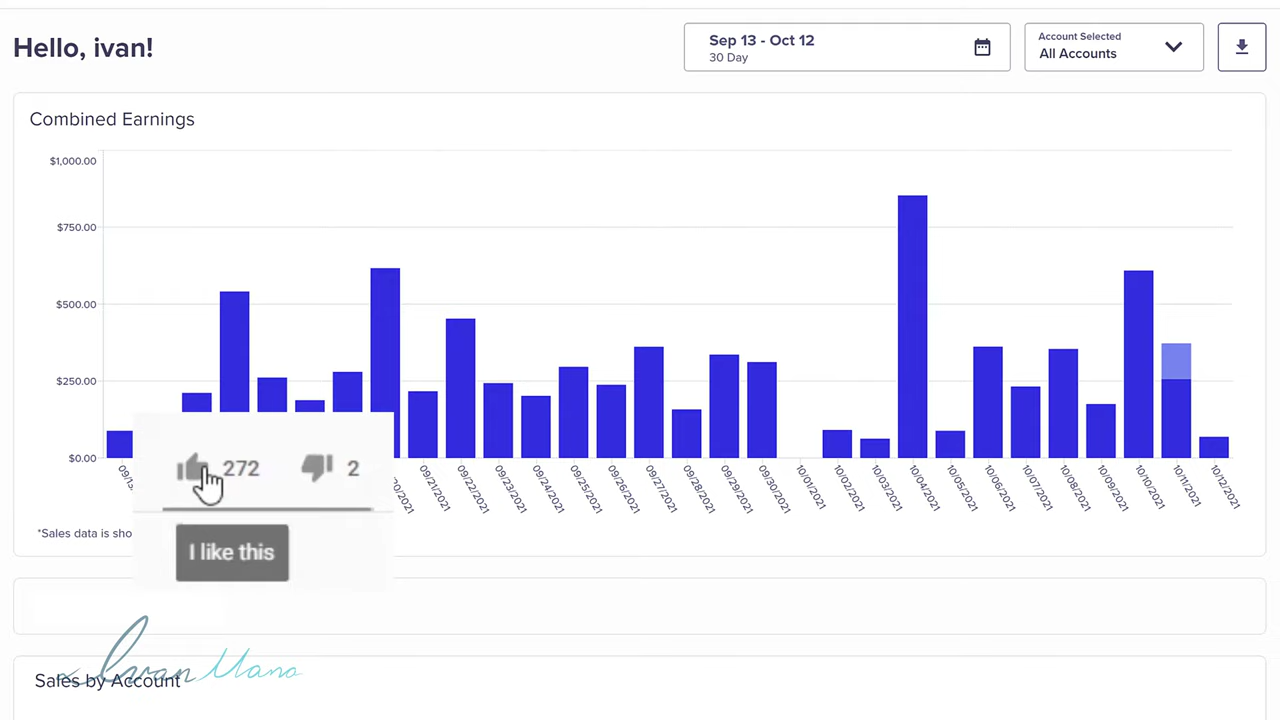 Hello, ivan!
Sep 13 - Oct 12
30 Day
Account Selected
All Accounts
Combined Earnings
$1,000.00
$750.00
$500.00
$250.00
$0.00
09/21/2021
09/22/2021
09/23/2021
09/24/2021
09/25/2021
09/26/2021
09/27/2021
09/28/2021
09/29/2021
09/30/2021
10/01/2021
10/02/2021
10/03/2021
10/04/2021
10/05/2021
10/06/2021
10/07/2021
10/08/2021
10/09/2021
10/10/2021
10/11/2021
10/12/2021
272
2
*Sales data is sho
I like this
Ivan Mana
Sales by Account